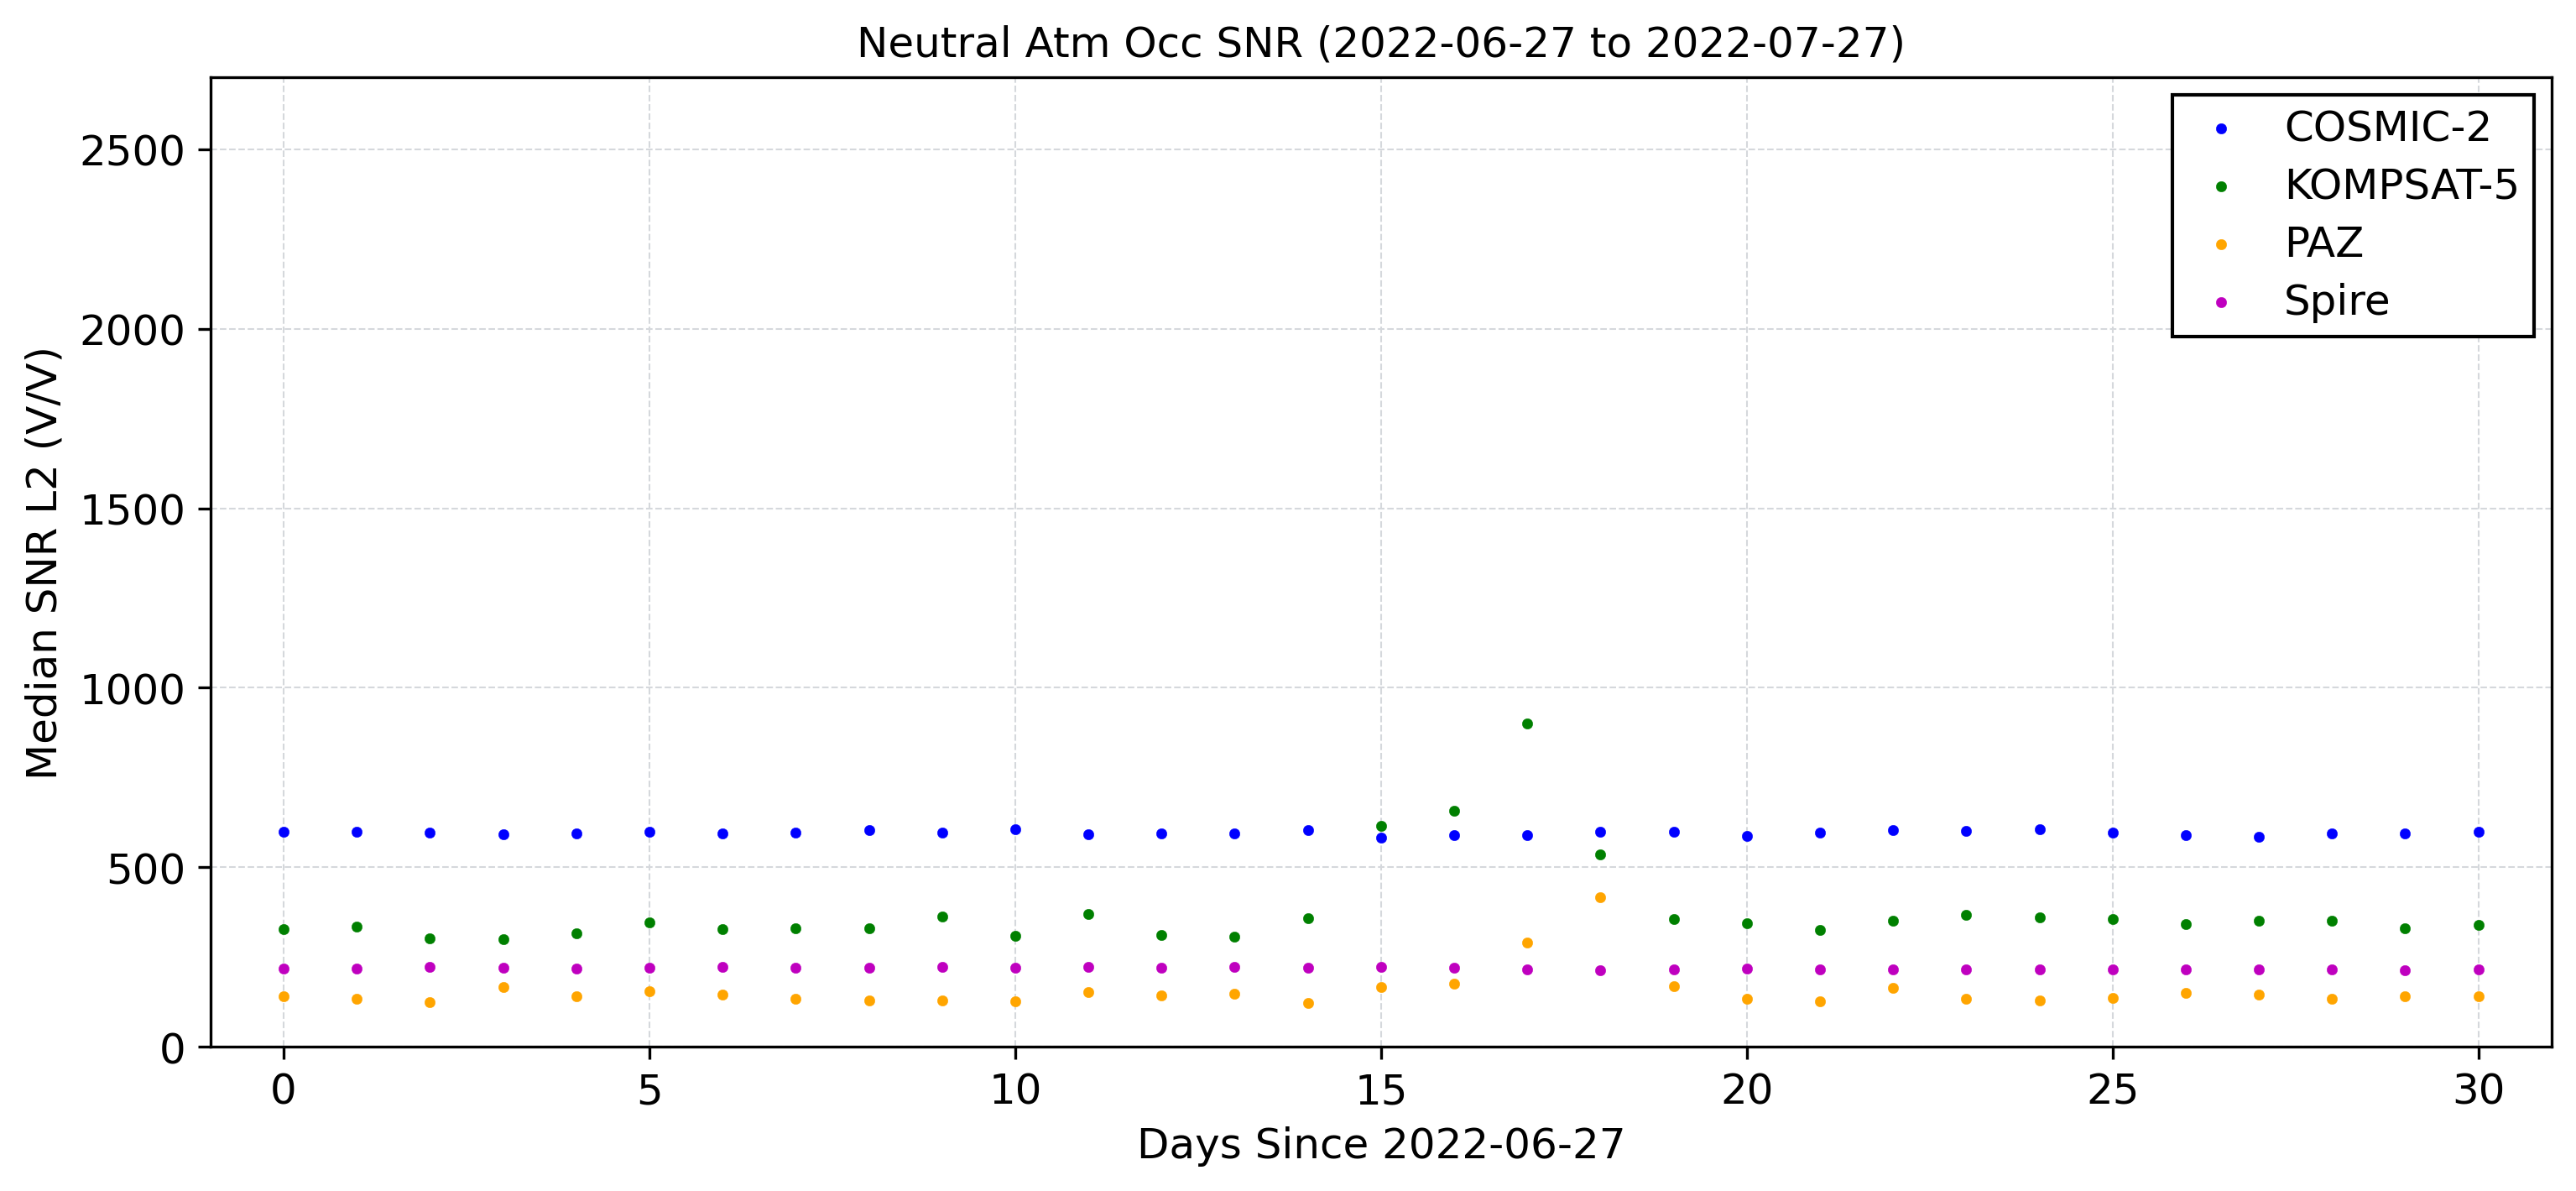 Neutral Atm Occ SNR (2022-06-27 to 2022-07-27)
COSMIC-2
KOMPSAT-5
PAZ
Spire
Median SNR L2 (V/V)
2500
2000
1500
1000
500
0
0 5 10 15 20 25 30
Days Since 2022-06-27